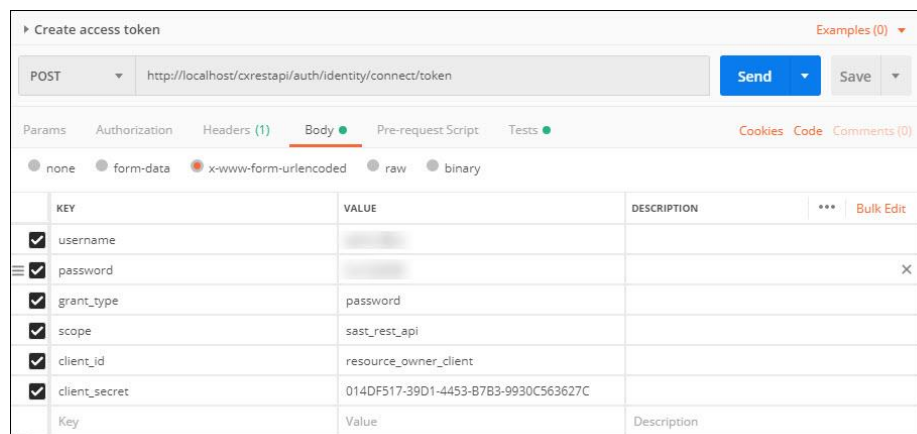 Create access token Examples (0)
POST http://localhost/cxrestapi/auth/identity/connect/token Send Save
Params Authorization Headers (1) Body Pre-request Script Tests Cookies Code Comments (0)
none form-data x-www-form-urlencoded raw binary
KEY VALUE DESCRIPTION ••• Bulk Edit
username
password
grant_type password
scope sast_rest_api
client_id resource_owner_client
client_secret 014DF517-39D1-4453-B7B3-9930C563627C
Key Value Description